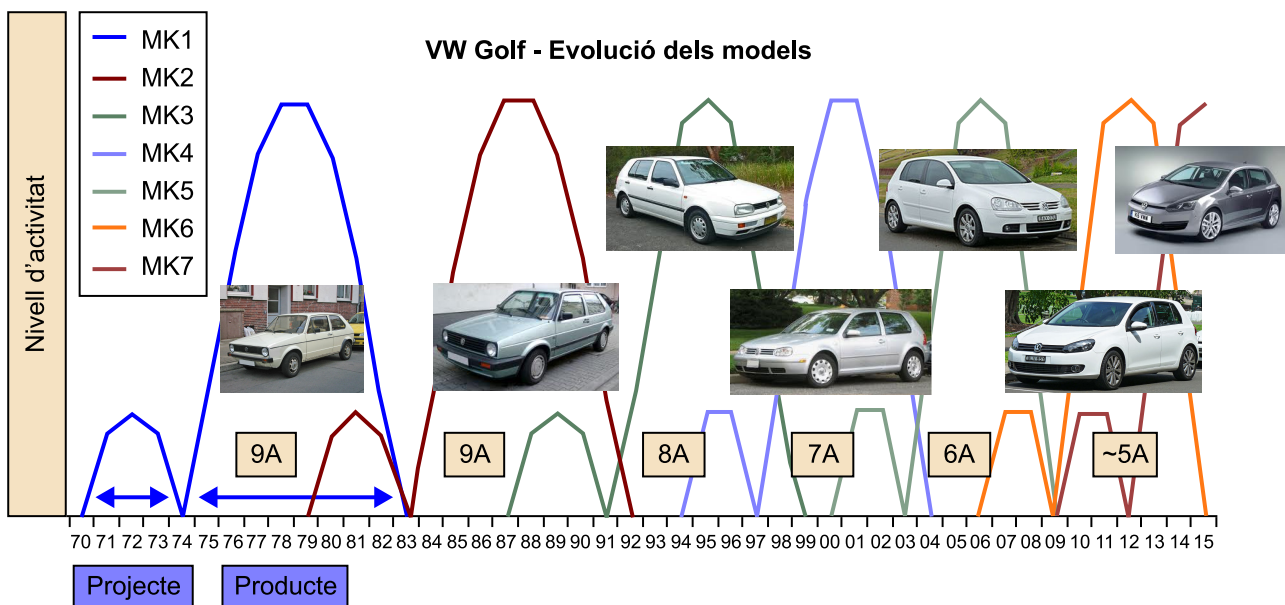 VW Golf - Evolució dels models
MK1
MK2
MK3
MK4
MK5
MK6
MK7
Nivell d'activitat
9A
9A
8A
7A
6A
~5A
70 71 72 73 74 75 76 77 78 79 80 81 82 83 84 85 86 87 88 89 90 91 92 93 94 95 96 97 98 99 00 01 02 03 04 05 06 07 08 09 10 11 12 13 14 15
Projecte
Producte